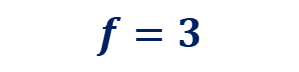 f = 3